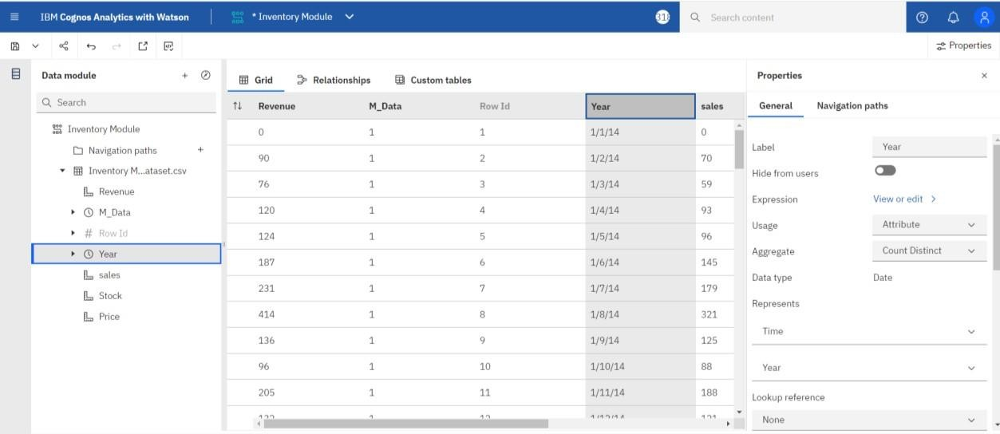 IBM Cognos Analytics with Watson
* Inventory Module
318
Search content
Properties
Data module
Search
Inventory Module
Navigation paths
Inventory M...ataset.csv
Revenue
M_Data
# Row Id
Year
sales
Stock
Price
Grid
Relationships
Custom tables
Revenue M_Data Row Id Year sales
0 1 1 1/1/14 0
90 1 2 1/2/14 70
76 1 3 1/3/14 59
120 1 4 1/4/14 93
124 1 5 1/5/14 96
187 1 6 1/6/14 145
231 1 7 1/7/14 179
414 1 8 1/8/14 321
136 1 9 1/9/14 125
96 1 10 1/10/14 88
205 1 11 1/11/14 188
Properties
General Navigation paths
Label Year
Hide from users
Expression View or edit
Usage Attribute
Aggregate Count Distinct
Data type Date
Represents
Time
Year
Lookup reference
None